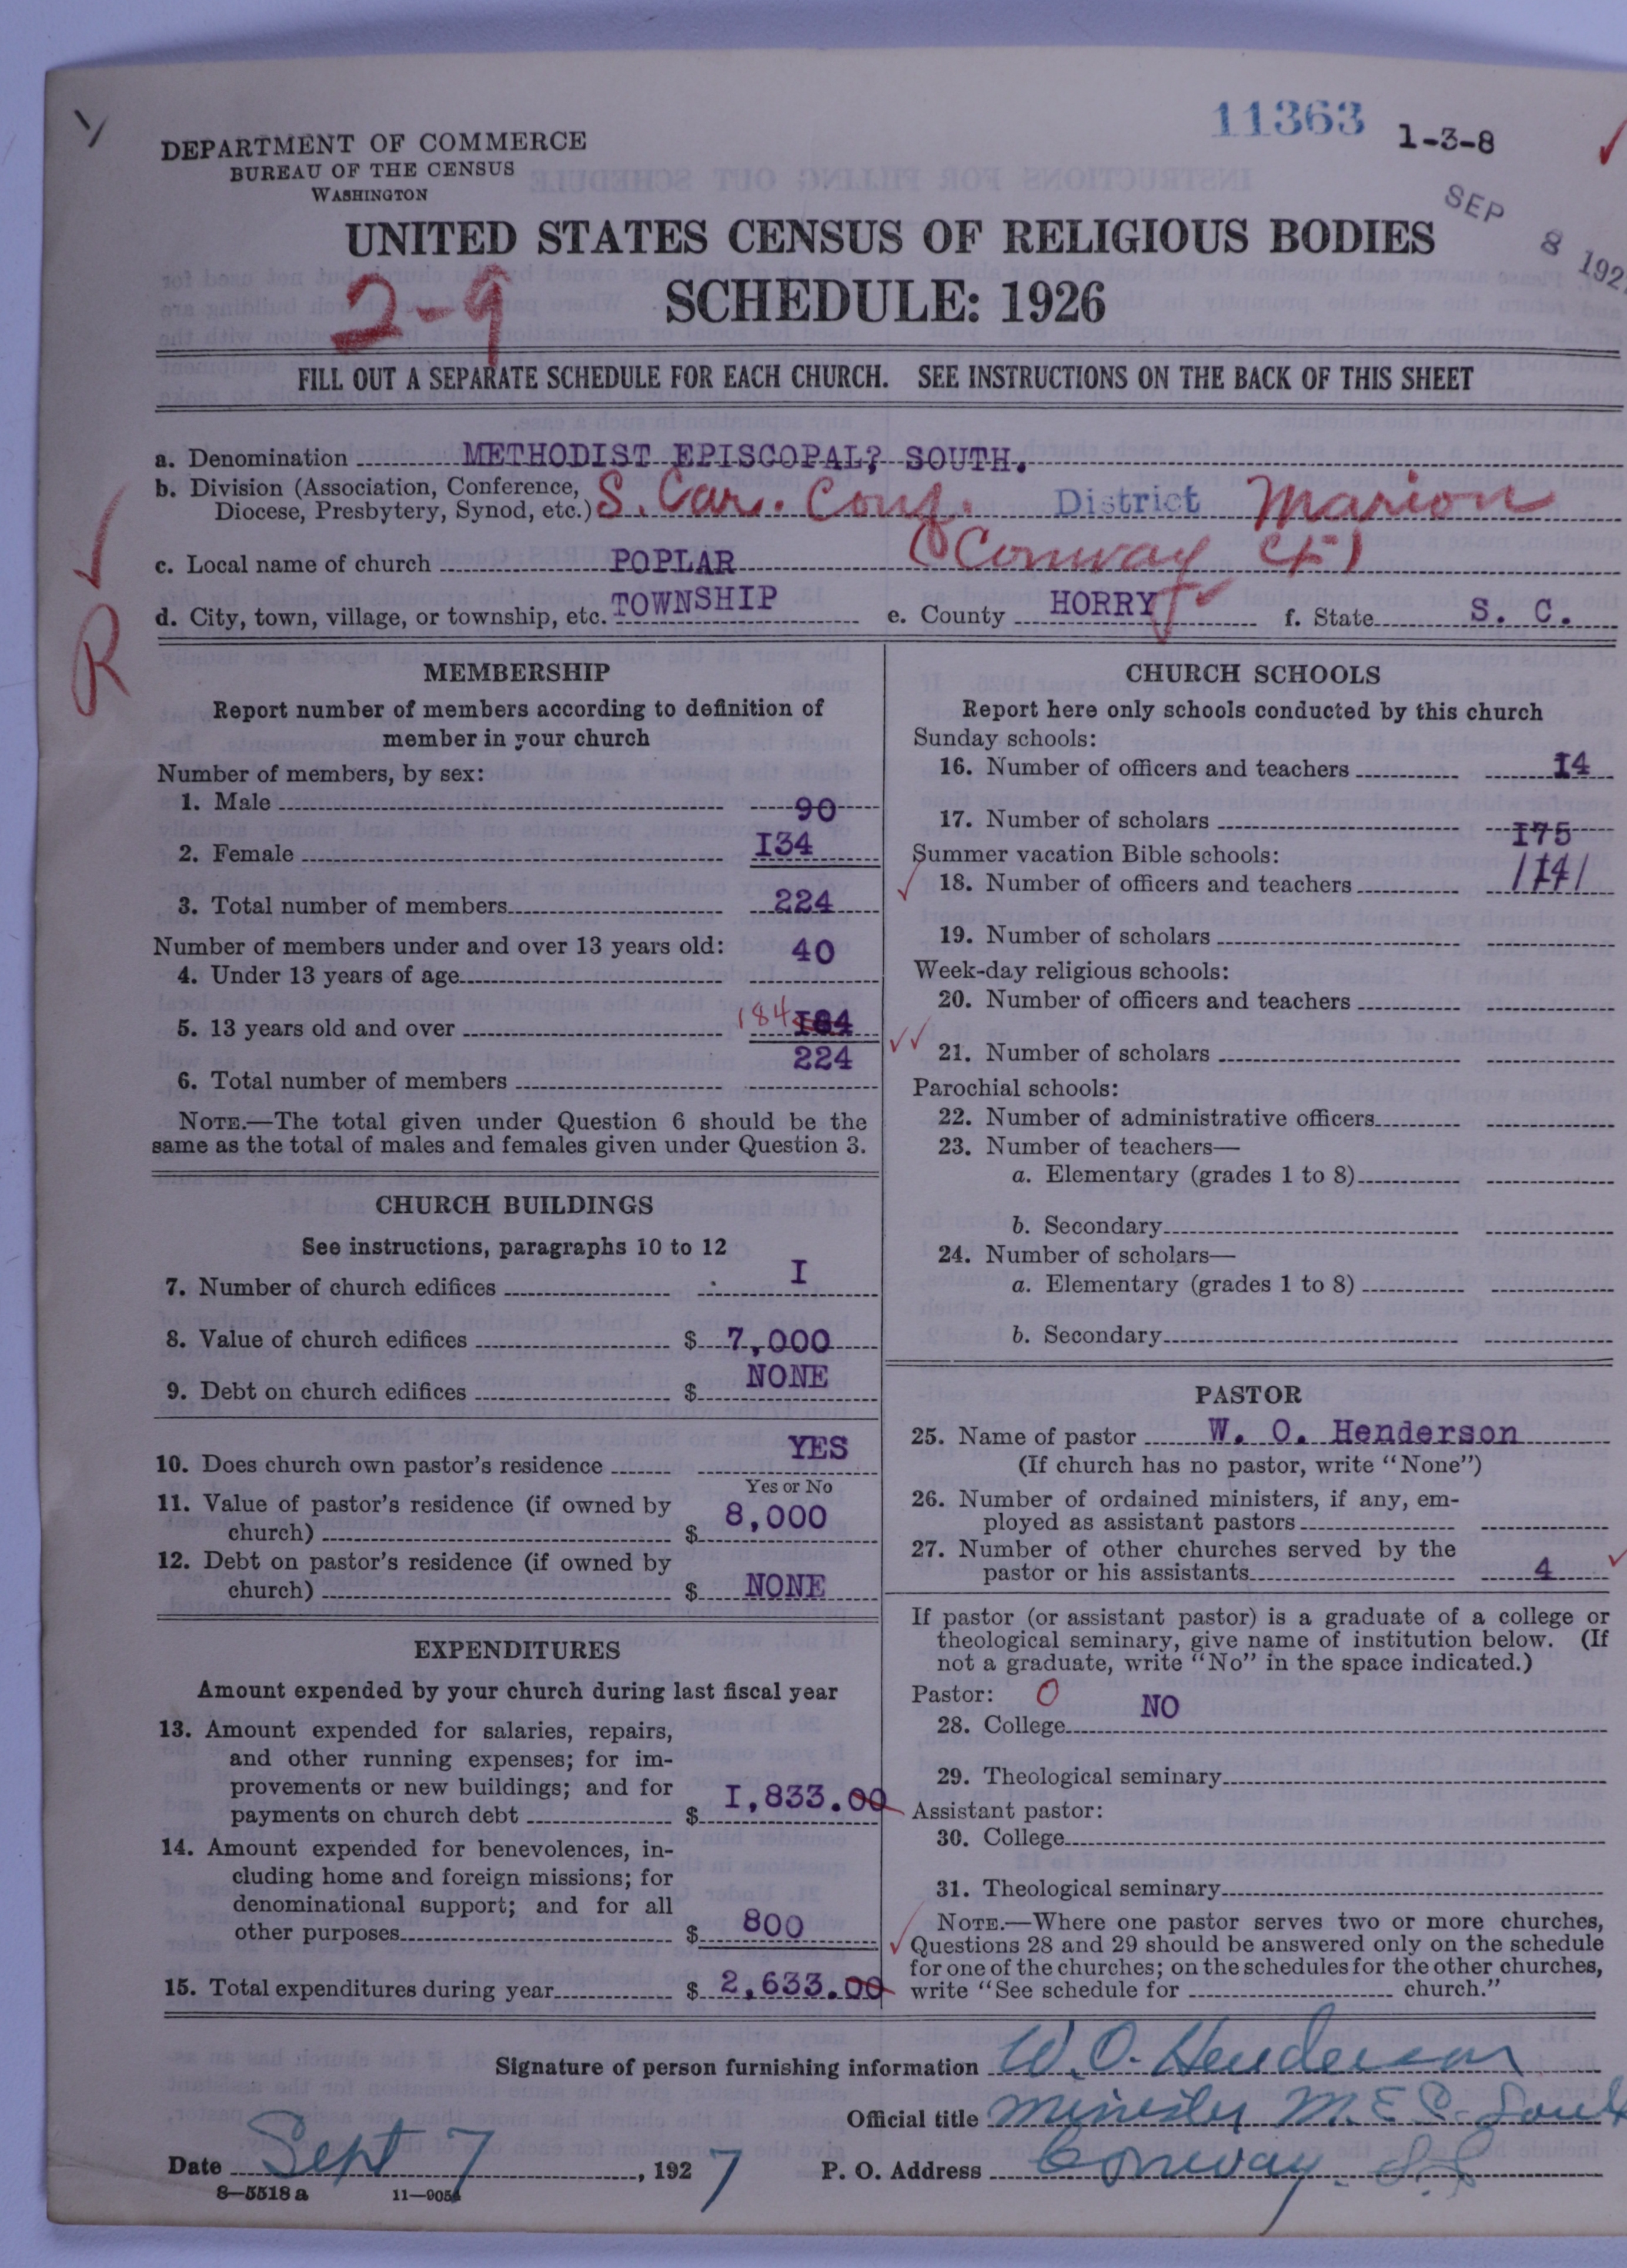 11363 1-3-8
DEPARTMENT OF COMMERCE
BUREAU OF THE CENSUS
WASHINGTON
SEP 8 192
UNITED STATES CENSUS OF RELIGIOUS BODIES
2-9 SCHEDULE: 1926
FILL OUT A SEPARATE SCHEDULE FOR EACH CHURCH. SEE INSTRUCTIONS ON THE BACK OF THIS SHEET
a. Denomination METHODIST EPISCOPAL? SOUTH.
b. Division (Association, Conference, Diocese, Presbytery, Synod, etc.) S. Car. Conf. District Marion
(Conway Ct)
c. Local name of church POPLAR
d. City, town, village, or township, etc. TOWNSHIP e. County HORRY f. State S. C.
R
MEMBERSHIP
Report number of members according to definition of
member in your church
Number of members, by sex:
1. Male 90
2. Female 134
3. Total number of members 224
Number of members under and over 13 years old:
4. Under 13 years of age 40
5. 13 years old and over 184 184
6. Total number of members 224
NOTE.—The total given under Question 6 should be the
same as the total of males and females given under Question 3.
CHURCH BUILDINGS
See instructions, paragraphs 10 to 12
7. Number of church edifices I
8. Value of church edifices $ 7,000
9. Debt on church edifices $ NONE
10. Does church own pastor's residence YES
Yes or No
11. Value of pastor's residence (if owned by
church) $ 8,000
12. Debt on pastor's residence (if owned by
church) $ NONE
EXPENDITURES
Amount expended by your church during last fiscal year
13. Amount expended for salaries, repairs,
and other running expenses; for im-
provements or new buildings; and for
payments on church debt $ I,833.00
14. Amount expended for benevolences, in-
cluding home and foreign missions; for
denominational support; and for all
other purposes $ 800
15. Total expenditures during year $ 2,633.00
CHURCH SCHOOLS
Report here only schools conducted by this church
Sunday schools:
16. Number of officers and teachers I4
17. Number of scholars I75
Summer vacation Bible schools:
18. Number of officers and teachers
19. Number of scholars
Week-day religious schools:
20. Number of officers and teachers
21. Number of scholars
Parochial schools:
22. Number of administrative officers
23. Number of teachers—
a. Elementary (grades 1 to 8)
b. Secondary
24. Number of scholars—
a. Elementary (grades 1 to 8)
b. Secondary
PASTOR
25. Name of pastor W. O. Henderson
(If church has no pastor, write "None")
26. Number of ordained ministers, if any, em-
ployed as assistant pastors
27. Number of other churches served by the
pastor or his assistants 4
If pastor (or assistant pastor) is a graduate of a college or
theological seminary, give name of institution below. (If
not a graduate, write "No" in the space indicated.)
Pastor: 0
28. College NO
29. Theological seminary
Assistant pastor:
30. College
31. Theological seminary
NOTE.—Where one pastor serves two or more churches,
Questions 28 and 29 should be answered only on the schedule
for one of the churches; on the schedules for the other churches,
write "See schedule for church."
Signature of person furnishing information W. O. Henderson
Official title Minister M. E. C. South
Date Sept 7, 1927 P. O. Address Conway. S.C.
8—5518a 11—9054